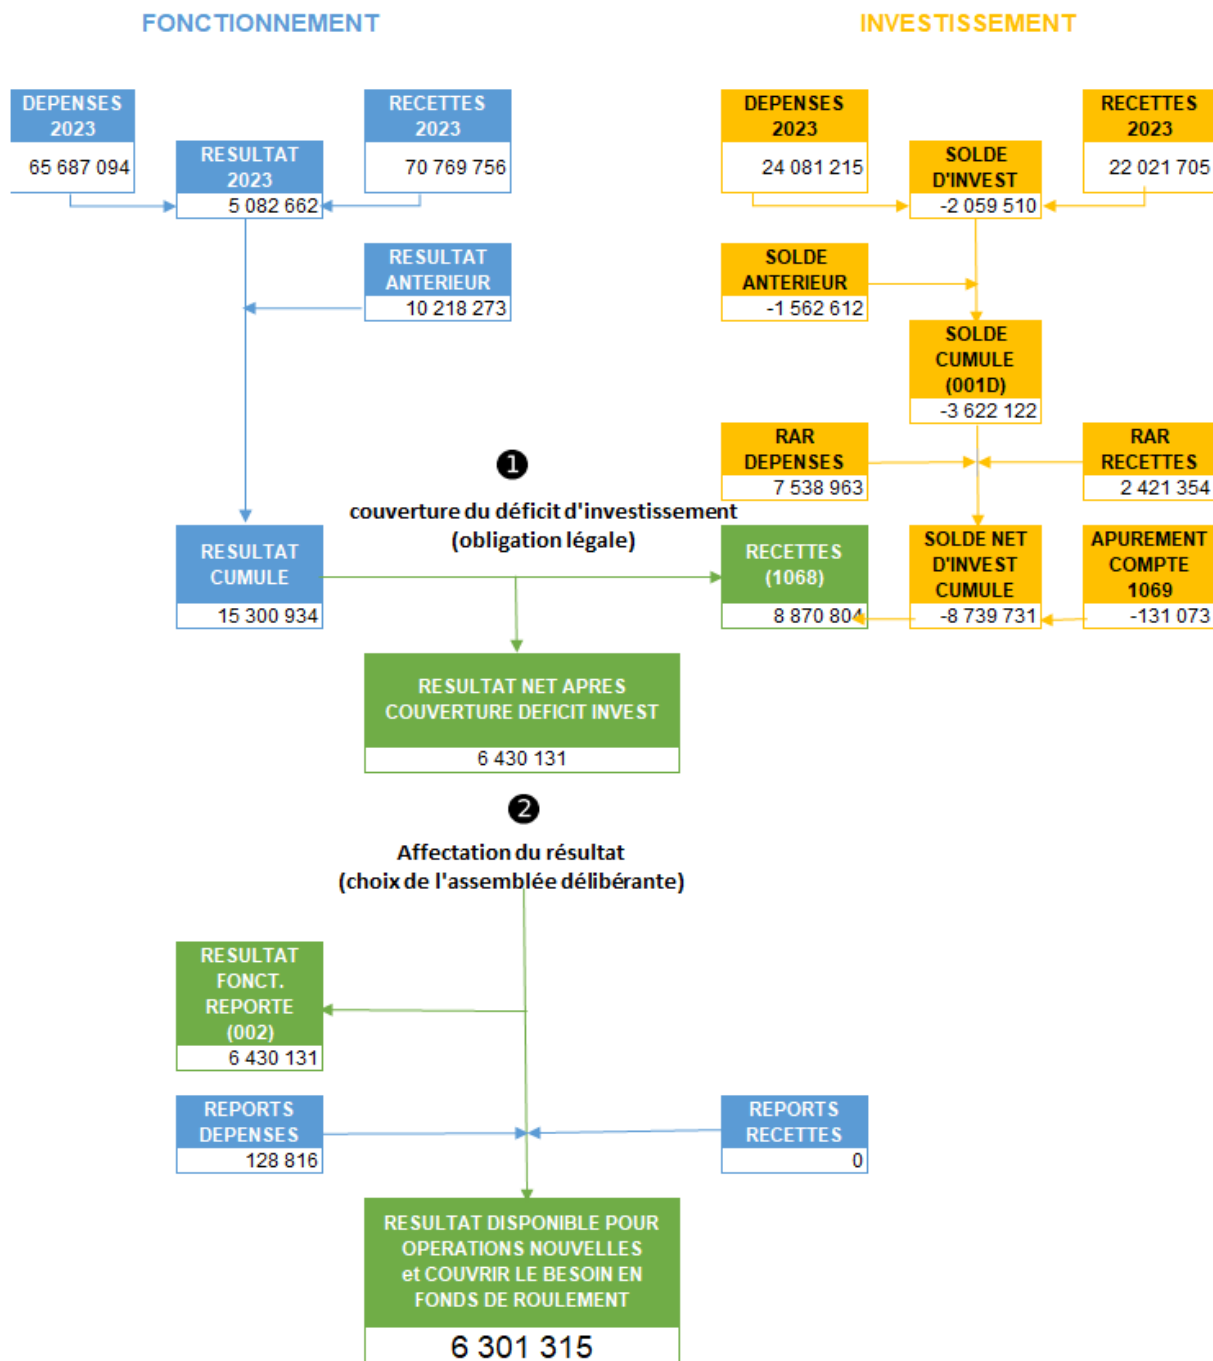 FONCTIONNEMENT
INVESTISSEMENT
DEPENSES
2023
65 687 094
RESULTAT
2023
5 082 662
RECETTES
2023
70 769 756
DEPENSES
2023
24 081 215
SOLDE
D'INVEST
-2 059 510
RECETTES
2023
22 021 705
RESULTAT
ANTERIEUR
10 218 273
SOLDE
ANTERIEUR
-1 562 612
SOLDE
CUMULE
(001D)
-3 622 122
RAR
DEPENSES
7 538 963
RAR
RECETTES
2 421 354
1
couverture du déficit d'investissement
(obligation légale)
RESULTAT
CUMULE
15 300 934
RECETTES
(1068)
8 870 804
SOLDE NET
D'INVEST
CUMULE
-8 739 731
APUREMENT
COMPTE
1069
-131 073
RESULTAT NET APRES
COUVERTURE DEFICIT INVEST
6 430 131
2
Affectation du résultat
(choix de l'assemblée délibérante)
RESULTAT
FONCT.
REPORTE
(002)
6 430 131
REPORTS
DEPENSES
128 816
REPORTS
RECETTES
0
RESULTAT DISPONIBLE POUR
OPERATIONS NOUVELLES
et COUVRIR LE BESOIN EN
FONDS DE ROULEMENT
6 301 315